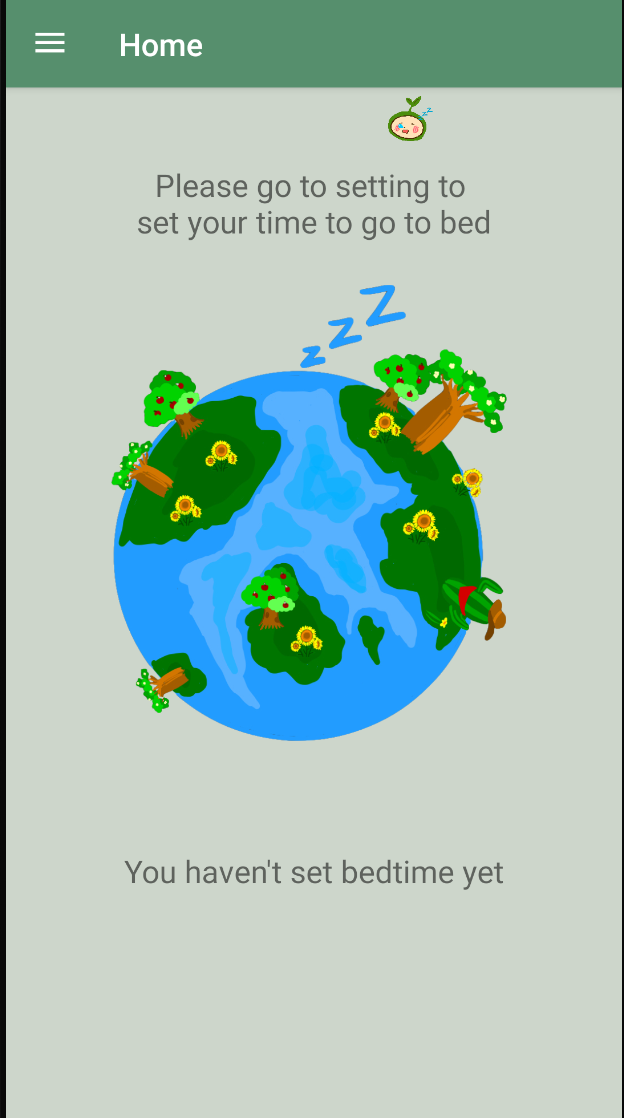 Home
Please go to setting to
set your time to go to bed
z z Z
You haven't set bedtime yet